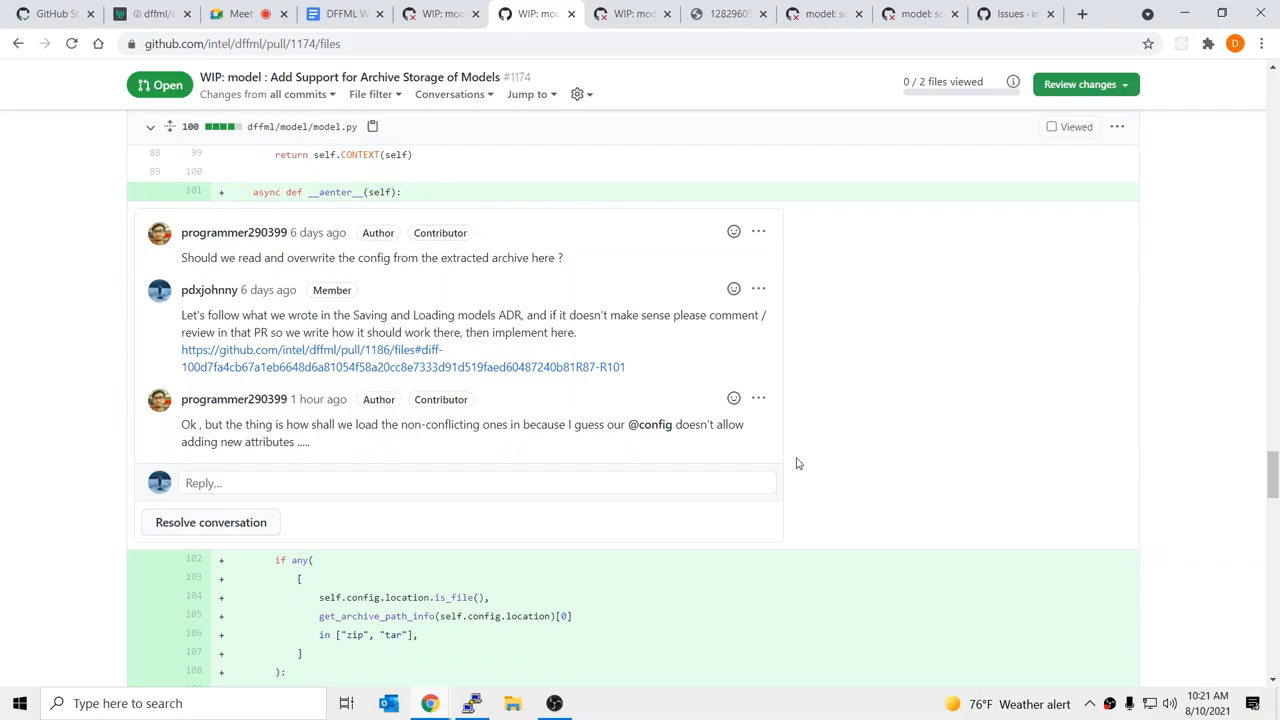 GitHub St
dffml/
Meet
DFFML W
WIP: mo
WIP: mo
WIP: mo
1282960
model: sc
model: sc
Issues · in
github.com/intel/dffml/pull/1174/files
D
Open
WIP: model : Add Support for Archive Storage of Models #1174
Changes from all commits File filter Conversations Jump to
0 / 2 files viewed
Review changes
100 dffml/model/model.py
Viewed
88 99 return self.CONTEXT(self)
89 100
101 + async def __aenter__(self):
programmer290399 6 days ago Author Contributor
Should we read and overwrite the config from the extracted archive here ?
pdxjohnny 6 days ago Member
Let's follow what we wrote in the Saving and Loading models ADR, and if it doesn't make sense please comment /
review in that PR so we write how it should work there, then implement here.
https://github.com/intel/dffml/pull/1186/files#diff-
100d7fa4cb67a1eb6648d6a81054f58a20cc8e7333d91d519faed60487240b81R87-R101
programmer290399 1 hour ago Author Contributor
Ok , but the thing is how shall we load the non-conflicting ones in because I guess our @config doesn't allow
adding new attributes .....
Reply...
Resolve conversation
102 + if any(
103 + [
104 + self.config.location.is_file(),
105 + get_archive_path_info(self.config.location)[0]
106 + in ["zip", "tar"],
107 + ]
108 + ):
Type here to search
76°F Weather alert
10:21 AM
8/10/2021